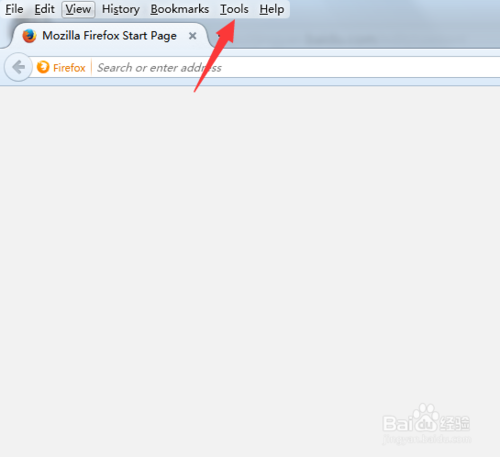 File Edit View History Bookmarks Tools Help
Mozilla Firefox Start Page ×
Firefox Search or enter address
Baidu 经验
jingyan.baidu.com